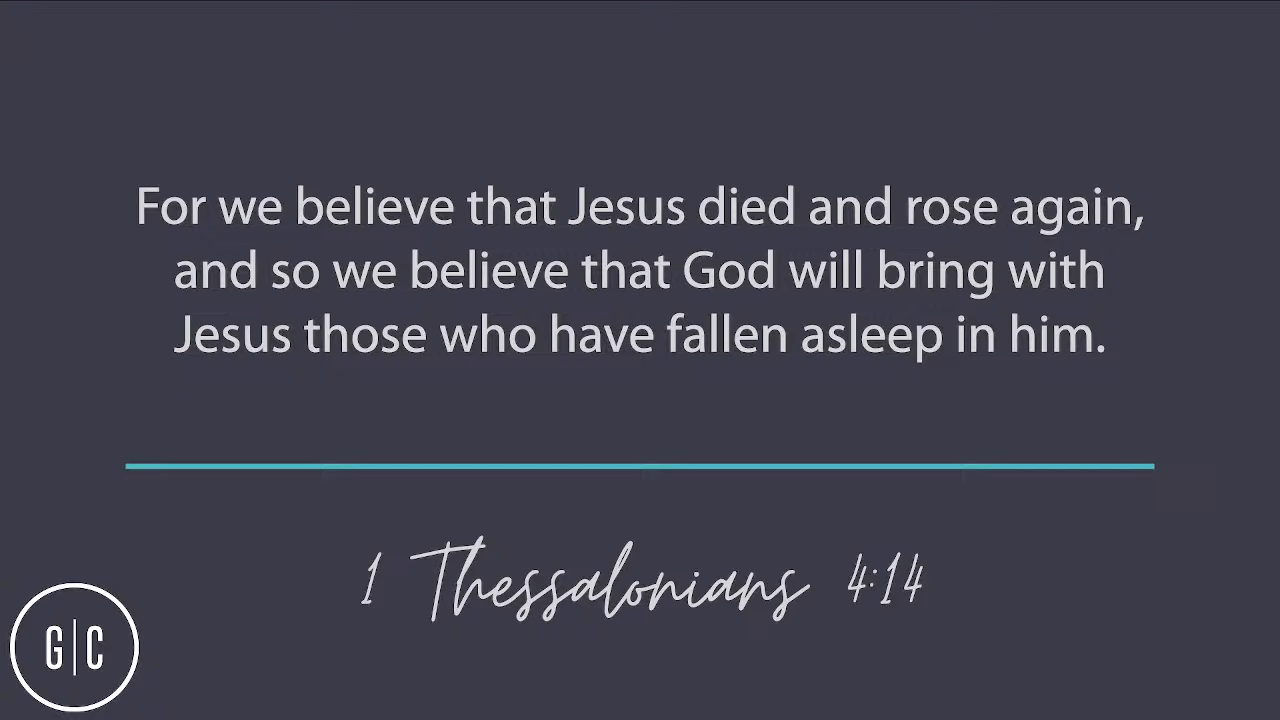 For we believe that Jesus died and rose again,
and so we believe that God will bring with
Jesus those who have fallen asleep in him.
1 Thessalonians 4:14
G|C